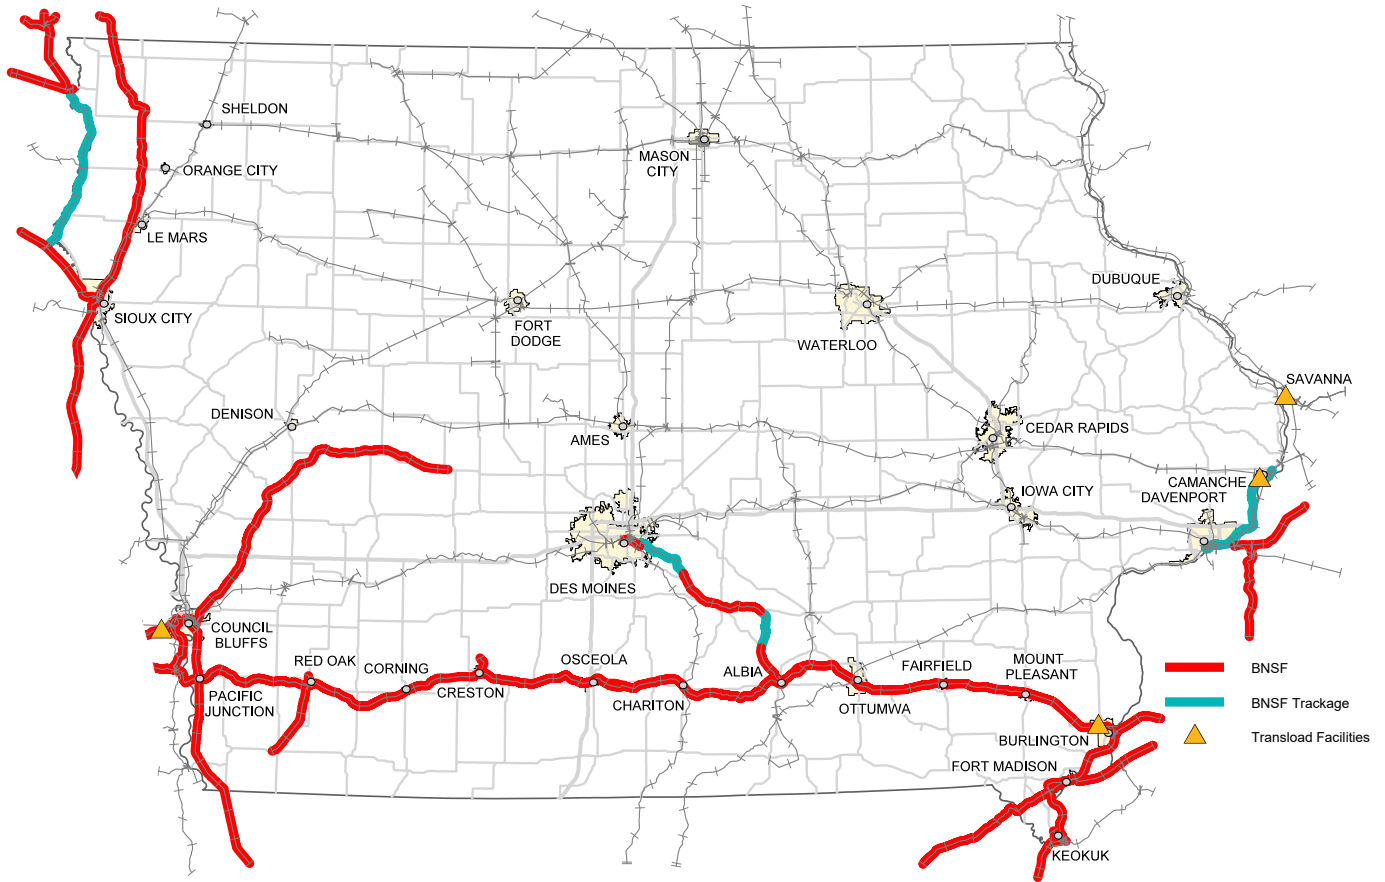 SHELDON
MASON
CITY
ORANGE CITY
LE MARS
DUBUQUE
SIOUX CITY
FORT
DODGE
WATERLOO
SAVANNA
DENISON
AMES
CEDAR RAPIDS
CAMANCHE
IOWA CITY
DAVENPORT
DES MOINES
COUNCIL
BLUFFS
RED OAK
CORNING
OSCEOLA
ALBIA
FAIRFIELD
MOUNT
PLEASANT
BNSF
PACIFIC
JUNCTION
CRESTON
CHARITON
OTTUMWA
BNSF Trackage
BURLINGTON
Transload Facilities
FORT MADISON
KEOKUK